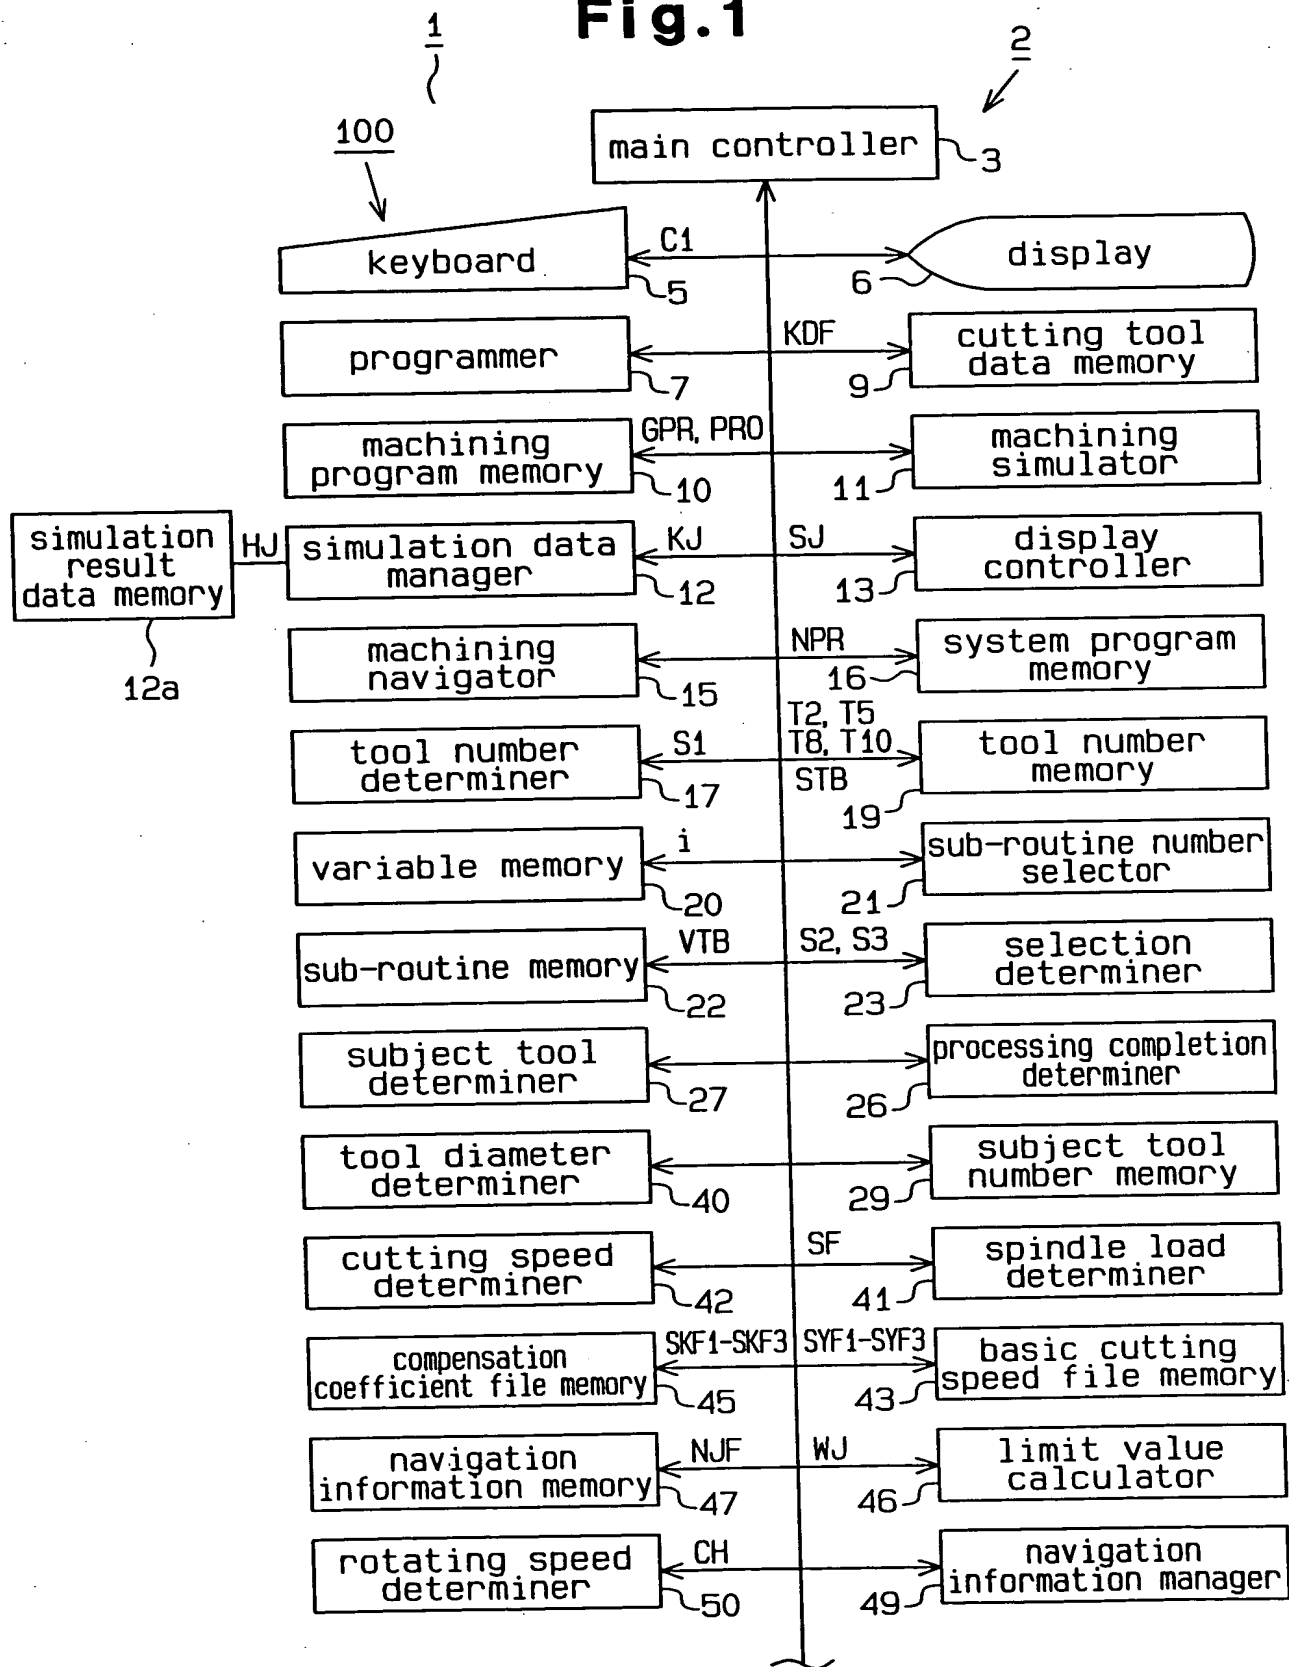 Fig.1
1
2
100
main controller
3
keyboard
C1
display
5
6
programmer
KDF
cutting tool
data memory
7
9
machining
program memory
GPR, PRO
machining
simulator
10
11
simulation
result
data memory
HJ
simulation data
manager
KJ
SJ
display
controller
12
13
12a
machining
navigator
NPR
system program
memory
15
16
tool number
determiner
S1
T2, T5
T8, T10
STB
tool number
memory
17
19
variable memory
i
sub-routine number
selector
20
21
sub-routine memory
VTB
S2, S3
selection
determiner
22
23
subject tool
determiner
processing completion
determiner
27
26
tool diameter
determiner
subject tool
number memory
40
29
cutting speed
determiner
SF
spindle load
determiner
42
41
compensation
coefficient file memory
SKF1-SKF3
SYF1-SYF3
basic cutting
speed file memory
45
43
navigation
information memory
NJF
WJ
limit value
calculator
47
46
rotating speed
determiner
CH
navigation
information manager
50
49